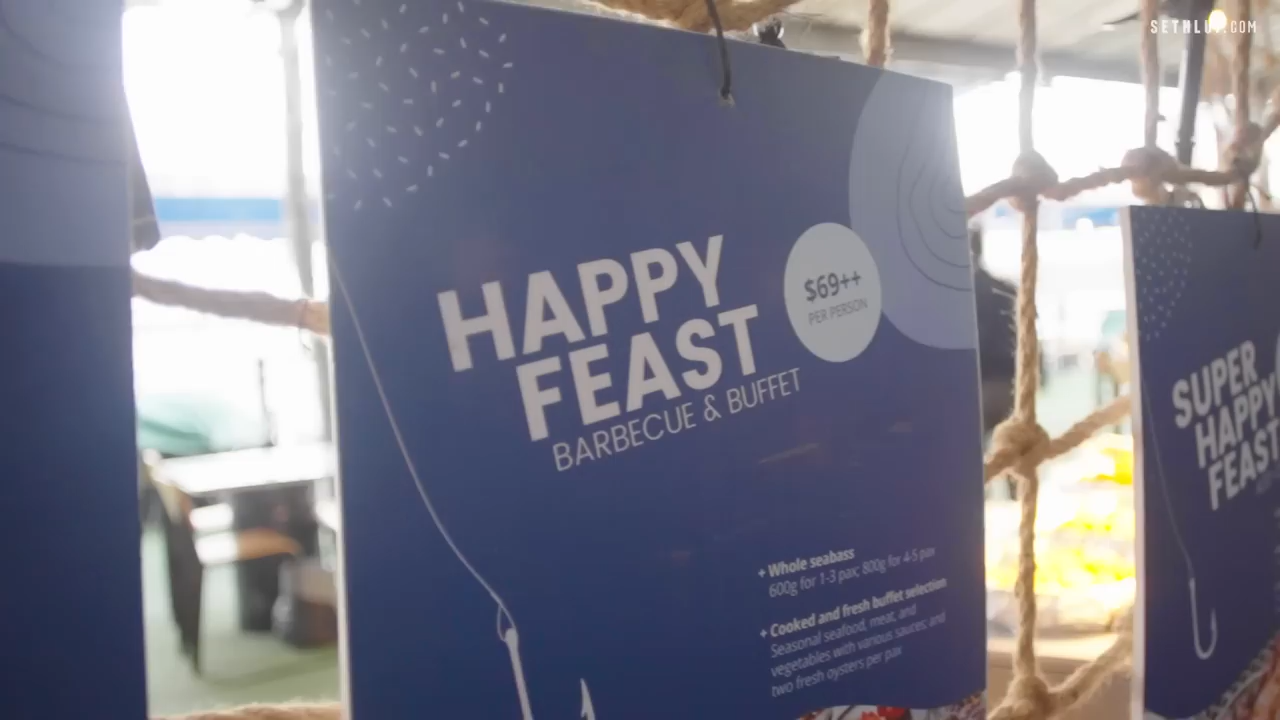 SETHLUI.COM
HAPPY
FEAST
BARBECUE & BUFFET
$69++
PER PERSON
+ Whole seabass
600g for 1-3 pax; 800g for 4-5 pax
+ Cooked and fresh buffet selection
Seasonal seafood, meat, and
vegetables with various sauces; and
two fresh oysters per pax
SUPER
HAPPY
FEAST